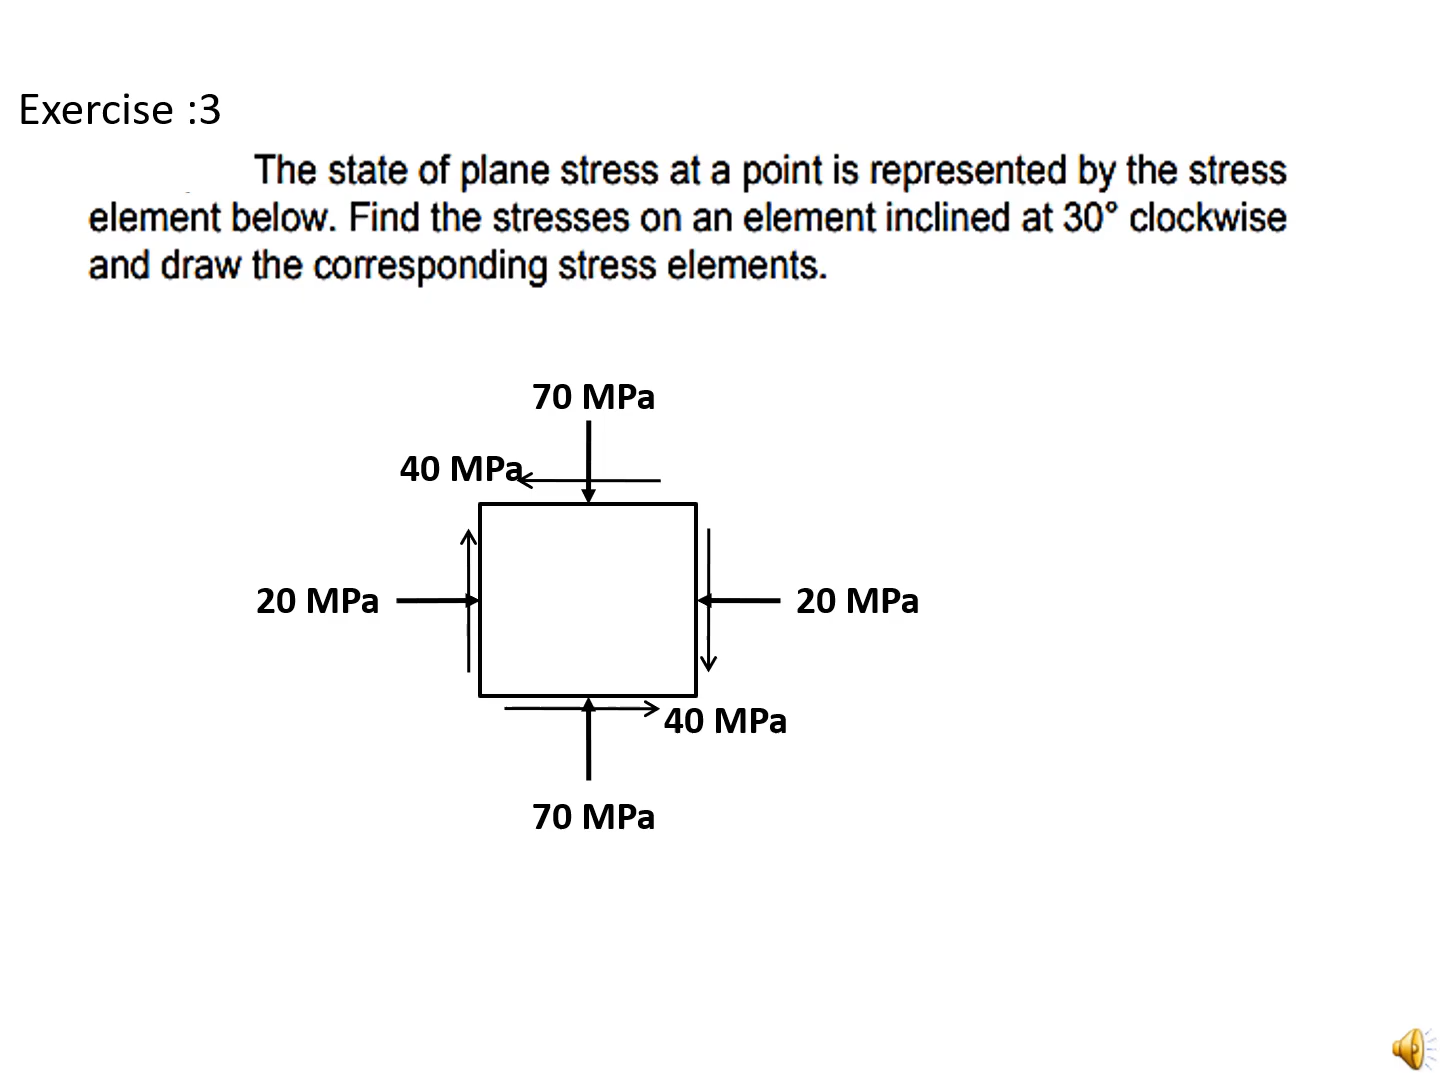 Exercise :3
The state of plane stress at a point is represented by the stress
element below. Find the stresses on an element inclined at 30° clockwise
and draw the corresponding stress elements.
70 MPa
40 MPa
20 MPa
20 MPa
40 MPa
70 MPa